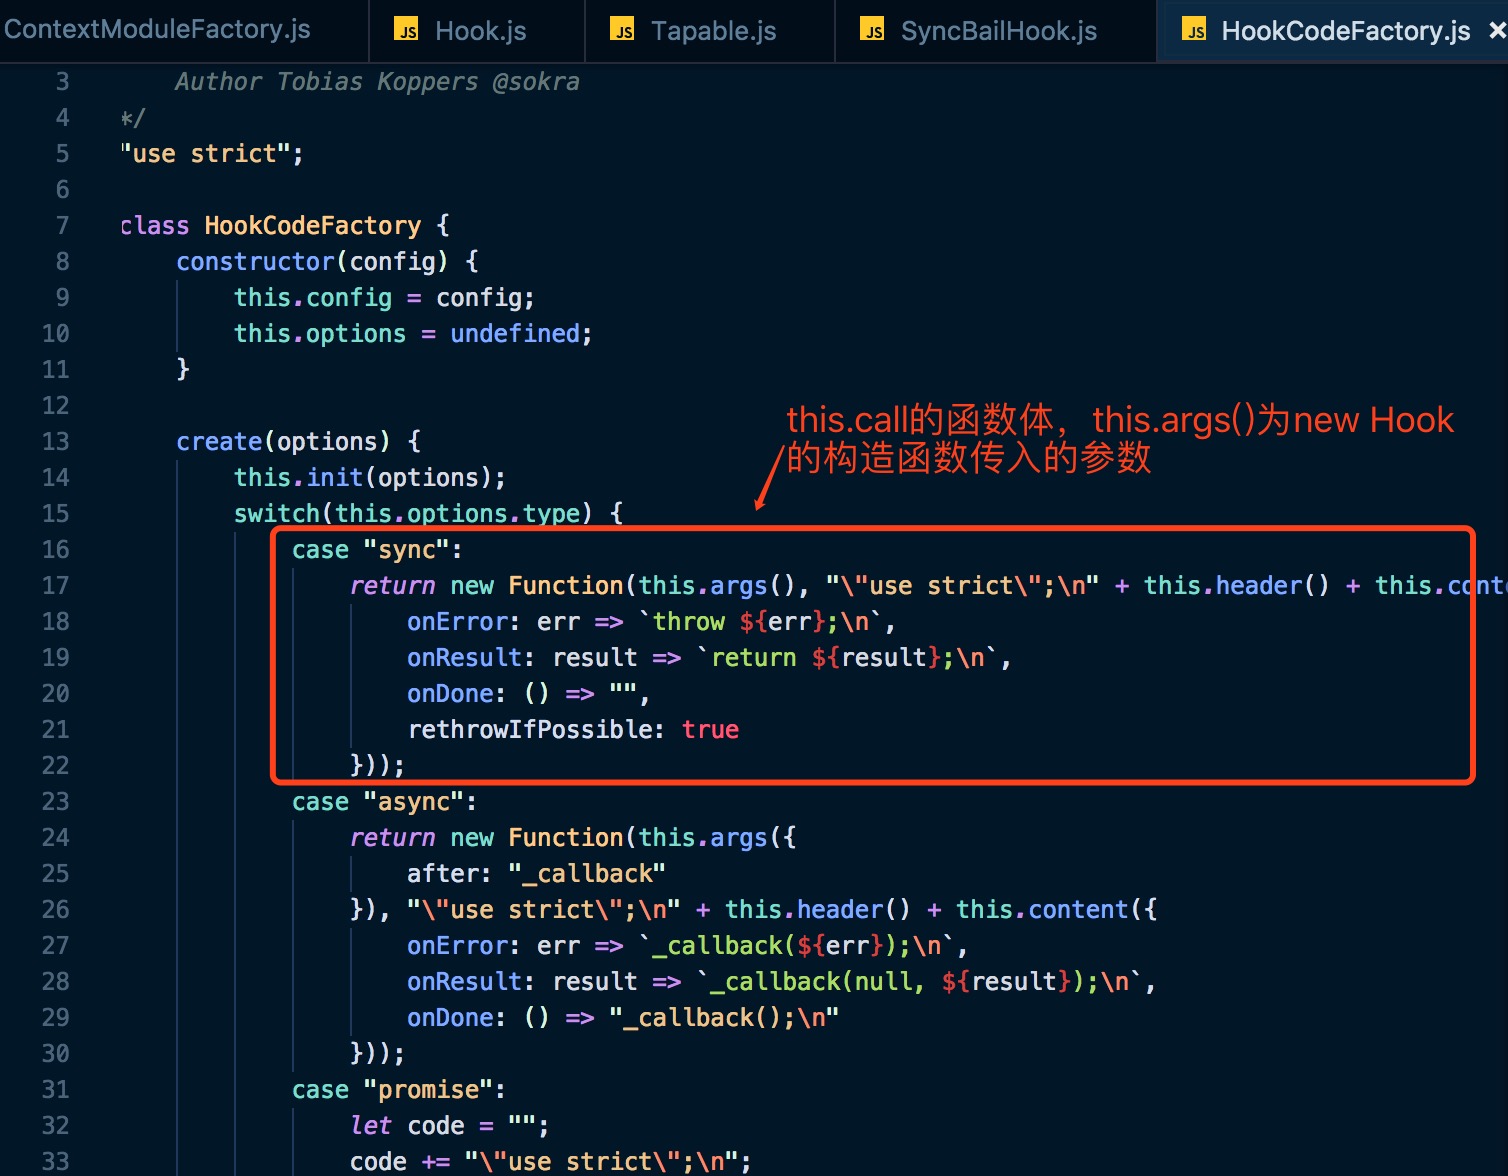 ContextModuleFactory.js JS Hook.js JS Tapable.js JS SyncBailHook.js JS HookCodeFactory.js ×
3 Author Tobias Koppers @sokra
4 */
5 "use strict";
6
7 class HookCodeFactory {
8 constructor(config) {
9 this.config = config;
10 this.options = undefined;
11 }
12
this.call的函数体，this.args()为new Hook
的构造函数传入的参数
13 create(options) {
14 this.init(options);
15 switch(this.options.type) {
16 case "sync":
17 return new Function(this.args(), "\"use strict\";\n" + this.header() + this.conte
18 onError: err => `throw ${err};\n`,
19 onResult: result => `return ${result};\n`,
20 onDone: () => "",
21 rethrowIfPossible: true
22 }));
23 case "async":
24 return new Function(this.args({
25 after: "_callback"
26 }), "\"use strict\";\n" + this.header() + this.content({
27 onError: err => `_callback(${err});\n`,
28 onResult: result => `_callback(null, ${result});\n`,
29 onDone: () => "_callback();\n"
30 }));
31 case "promise":
32 let code = "";
33 code += "\"use strict\";\n";